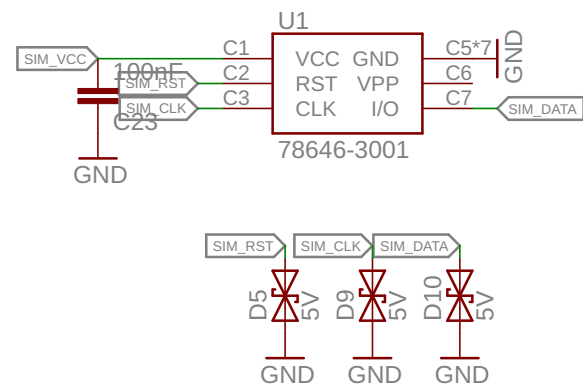 U1
SIM_VCC
C1
VCC
GND
C5*7
GND
100nF
SIM_RST
C2
RST
VPP
C6
SIM_CLK
C3
CLK
I/O
C7
SIM_DATA
C23
78646-3001
GND
SIM_RST
SIM_CLK
SIM_DATA
D5
5V
D9
5V
D10
5V
GND
GND
GND